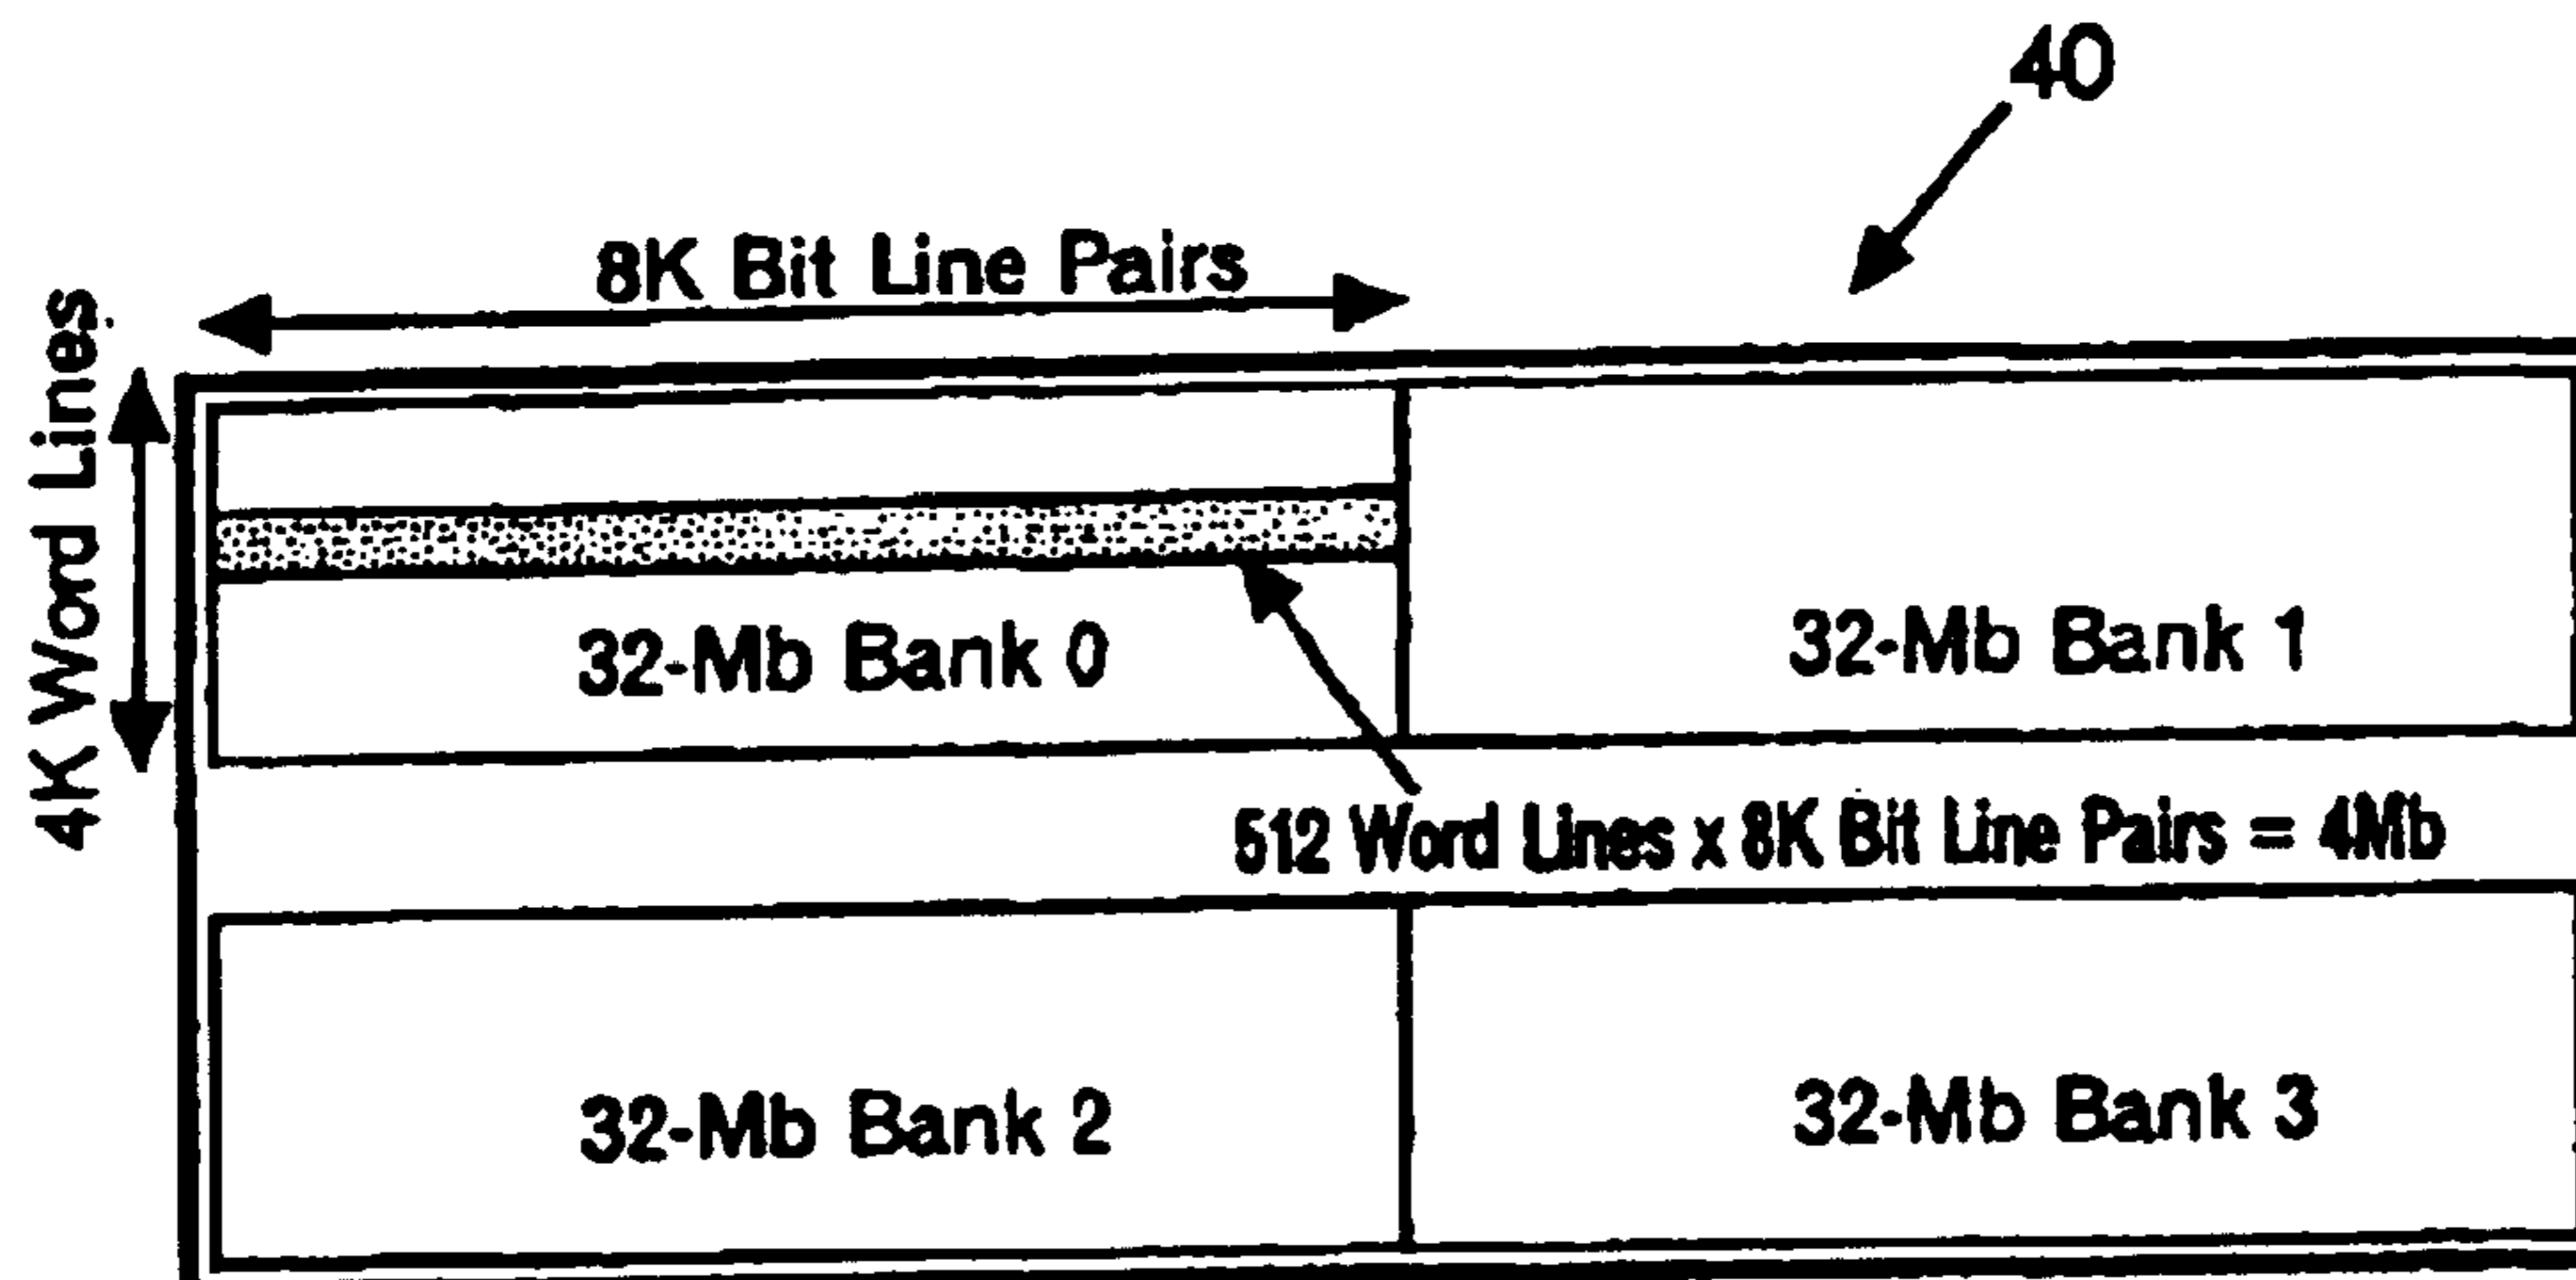 40
8K Bit Line Pairs
4K Word Lines
32-Mb Bank 0
32-Mb Bank 1
512 Word Lines x 8K Bit Line Pairs = 4Mb
32-Mb Bank 2
32-Mb Bank 3